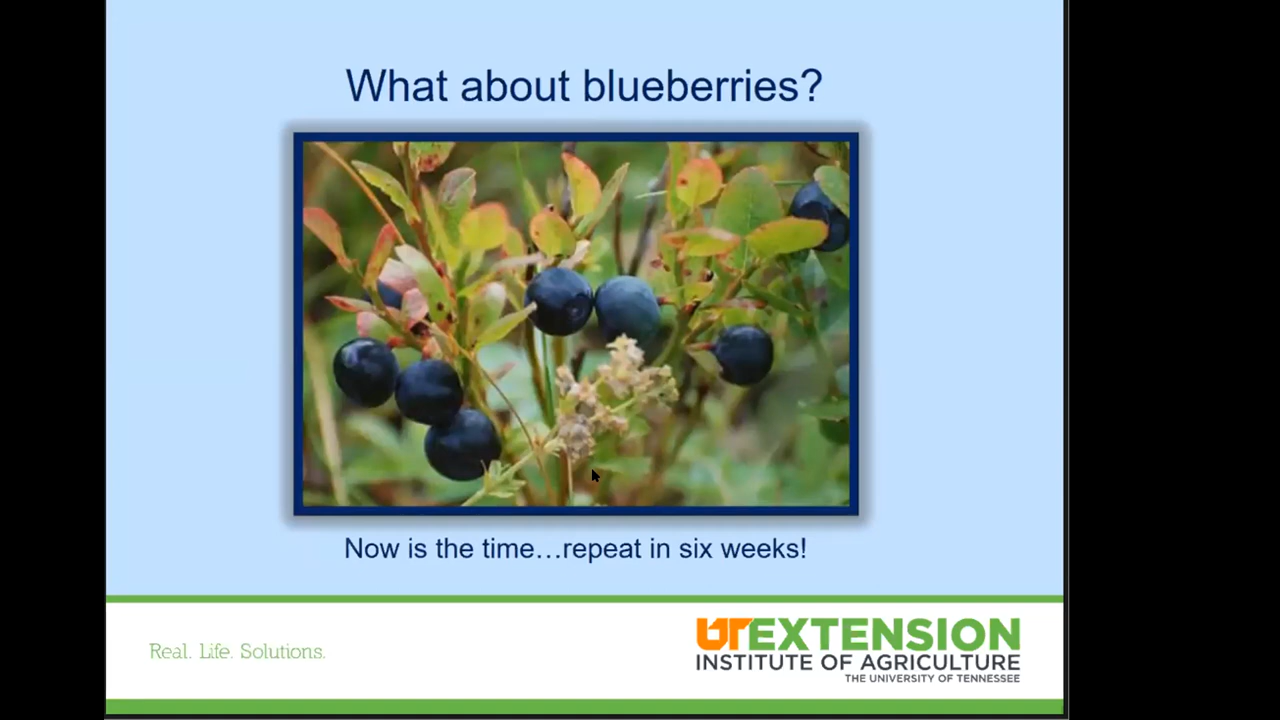 What about blueberries?
Now is the time…repeat in six weeks!
Real. Life. Solutions.
UTEXTENSION
INSTITUTE OF AGRICULTURE
THE UNIVERSITY OF TENNESSEE